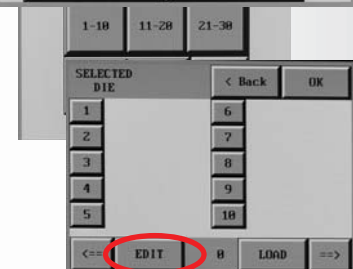 1-10 11-20 21-30
SELECTED
DIE
< Back OK
1 6
2 7
3 8
4 9
5 10
<== EDIT 0 LOAD ==>